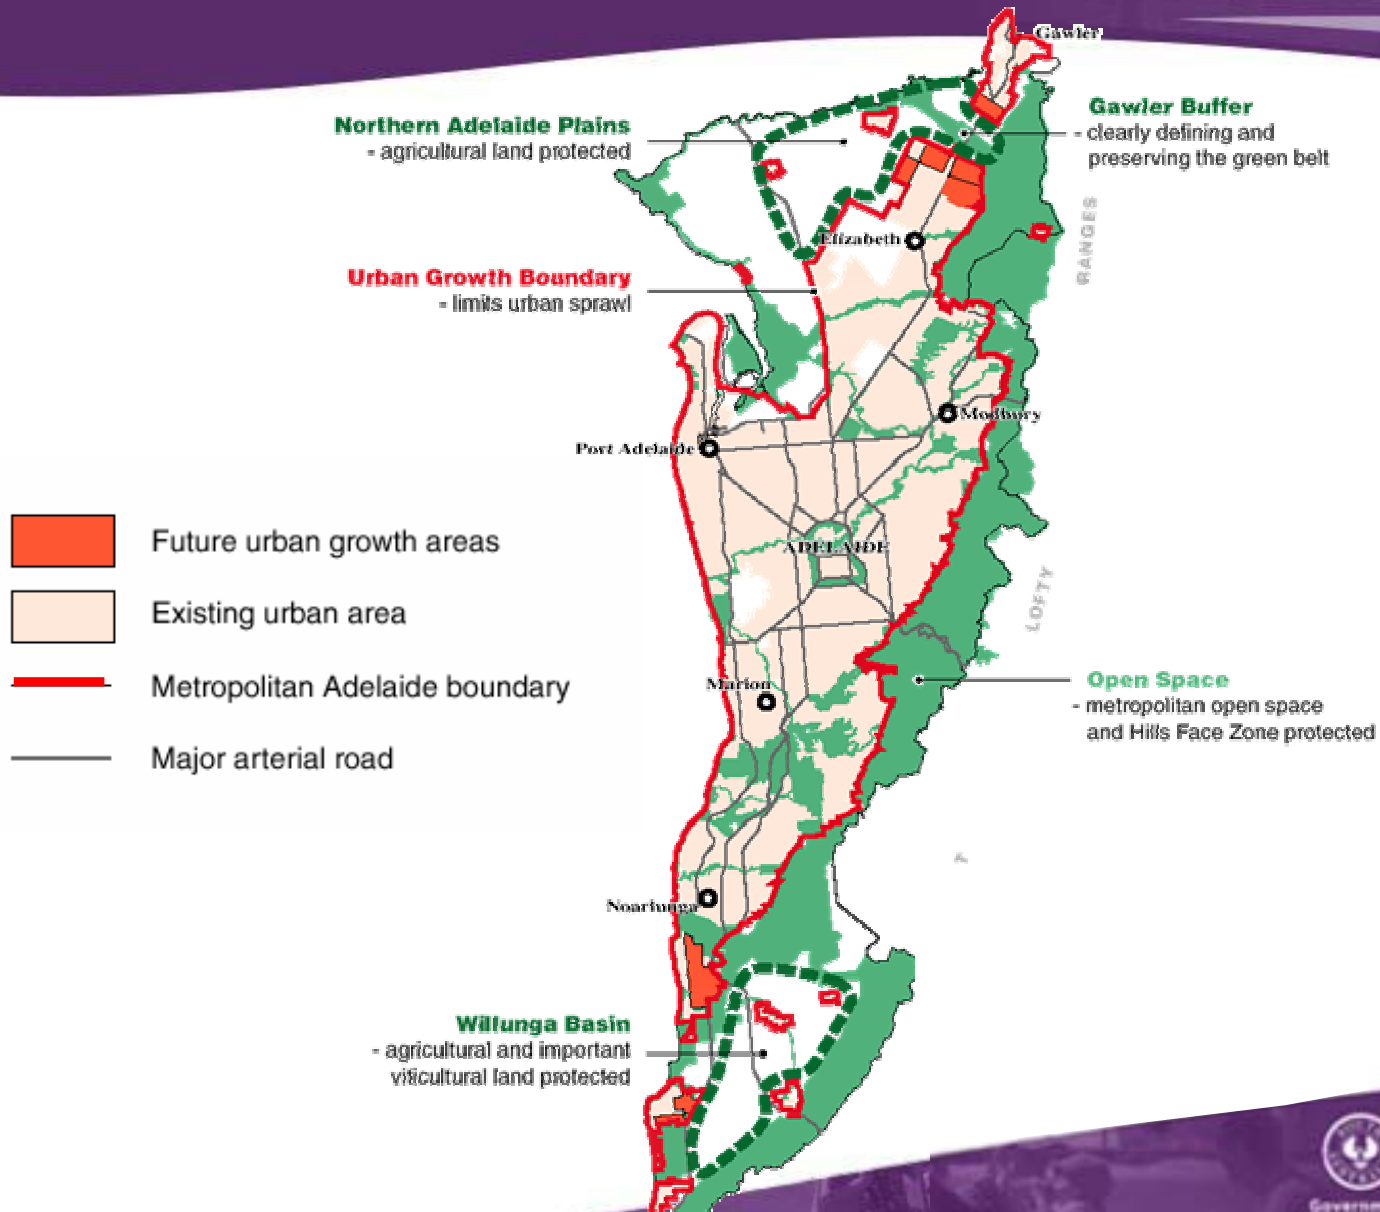 Gawler
Northern Adelaide Plains
- agricultural land protected
Gawler Buffer
- clearly defining and
preserving the green belt
RANGES
Elizabeth
Urban Growth Boundary
- limits urban sprawl
Modbury
Port Adelaide
Future urban growth areas
ADELAIDE
LOFTY
Existing urban area
Metropolitan Adelaide boundary
Marion
Open Space
- metropolitan open space
and Hills Face Zone protected
Major arterial road
Noarlunga
Willunga Basin
- agricultural and important
viticultural land protected